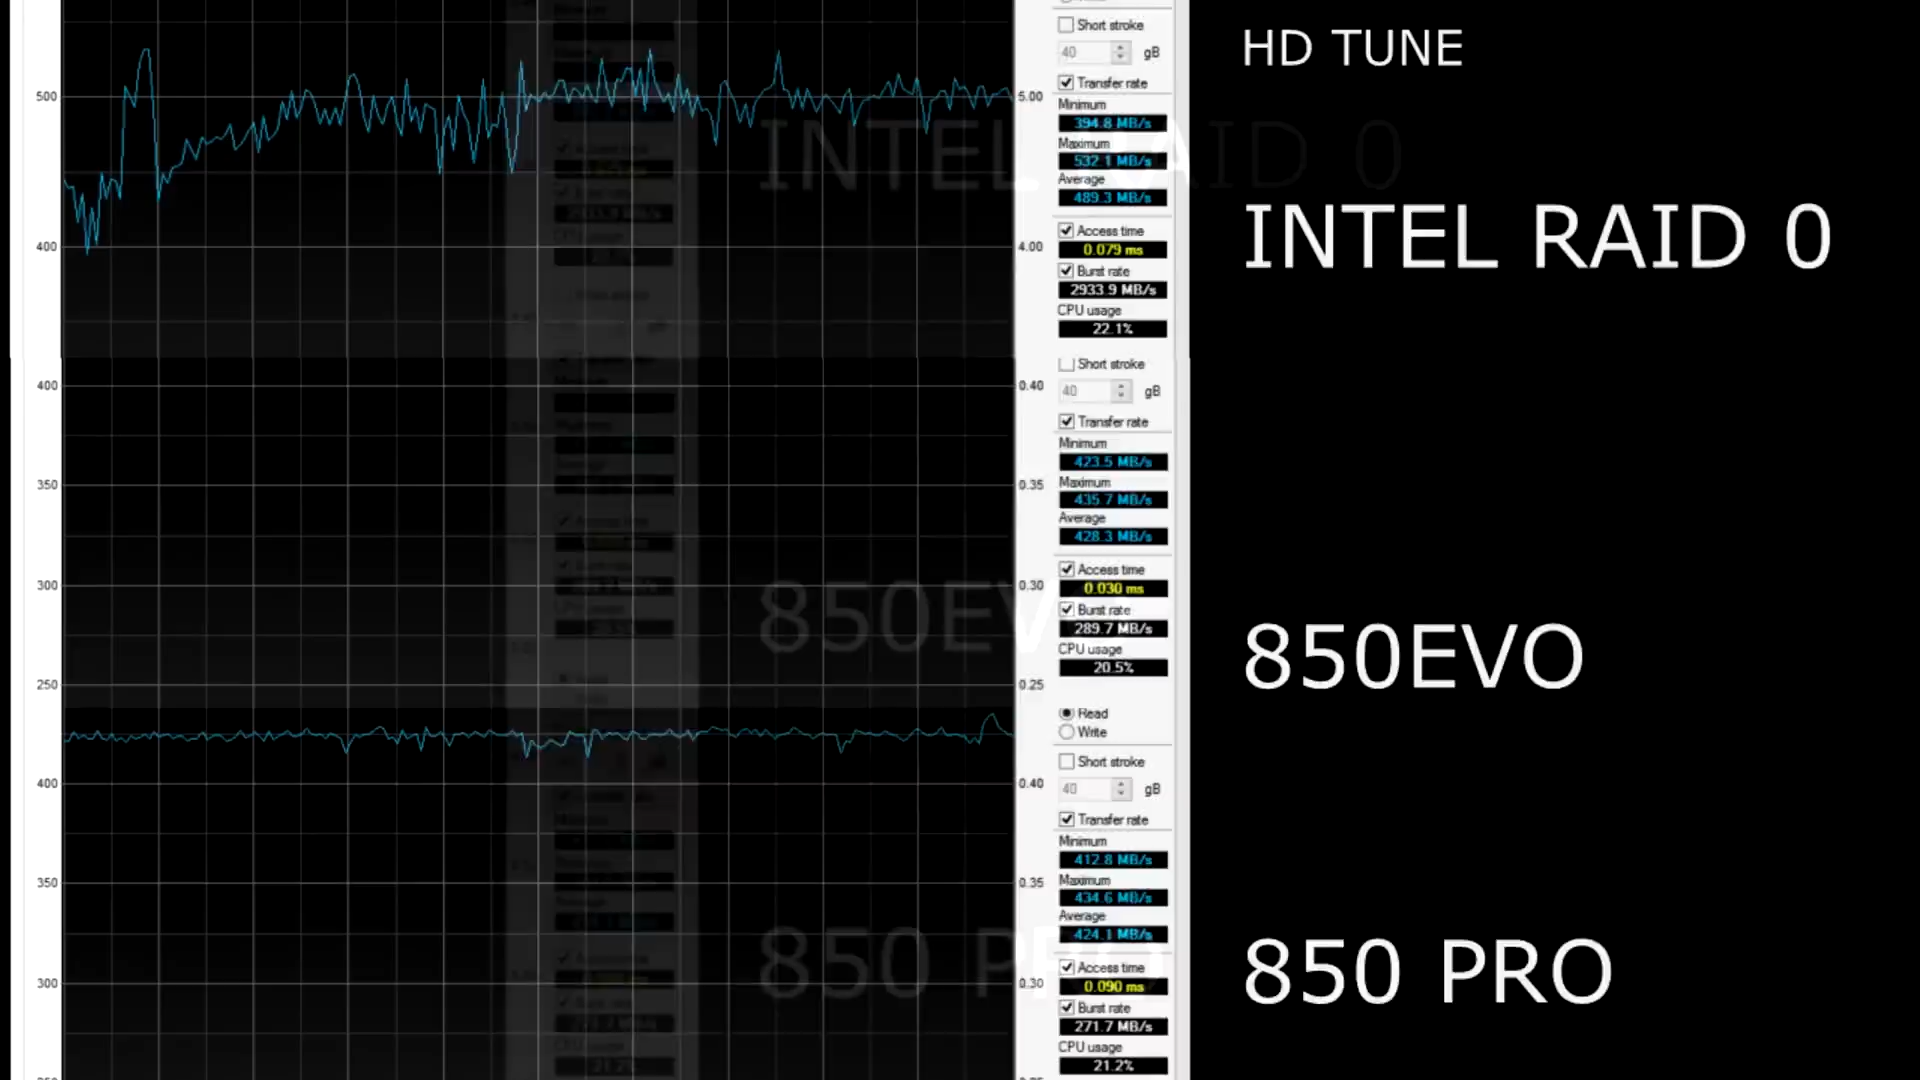 HD TUNE
INTEL RAID 0
850EVO
850 PRO
INTEL RAID 0
850EV
850 P
500
400
400
350
300
250
400
350
300
5.00
4.00
0.40
0.35
0.30
0.25
0.40
0.35
0.30
Short stroke
40 gB
Transfer rate
Minimum
394.8 MB/s
Maximum
532.1 MB/s
Average
489.3 MB/s
Access time
0.079 ms
Burst rate
2933.9 MB/s
CPU usage
22.1%
Short stroke
40 gB
Transfer rate
Minimum
423.5 MB/s
Maximum
435.7 MB/s
Average
428.3 MB/s
Access time
0.030 ms
Burst rate
289.7 MB/s
CPU usage
20.5%
Read
Write
Short stroke
40 gB
Transfer rate
Minimum
412.8 MB/s
Maximum
434.6 MB/s
Average
424.1 MB/s
Access time
0.090 ms
Burst rate
271.7 MB/s
CPU usage
21.2%